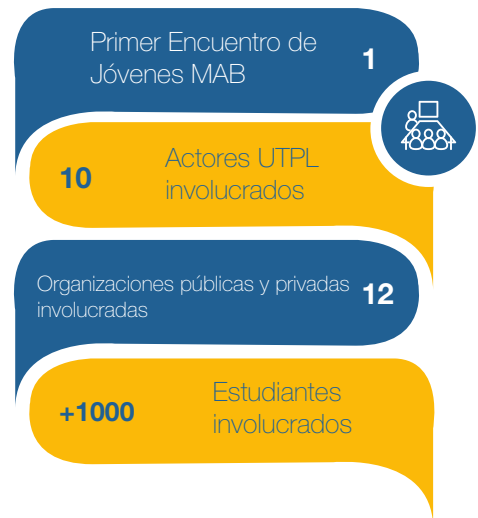 Primer Encuentro de
Jóvenes MAB
1
10
Actores UTPL
involucrados
Organizaciones públicas y privadas
involucradas
12
+1000
Estudiantes
involucrados